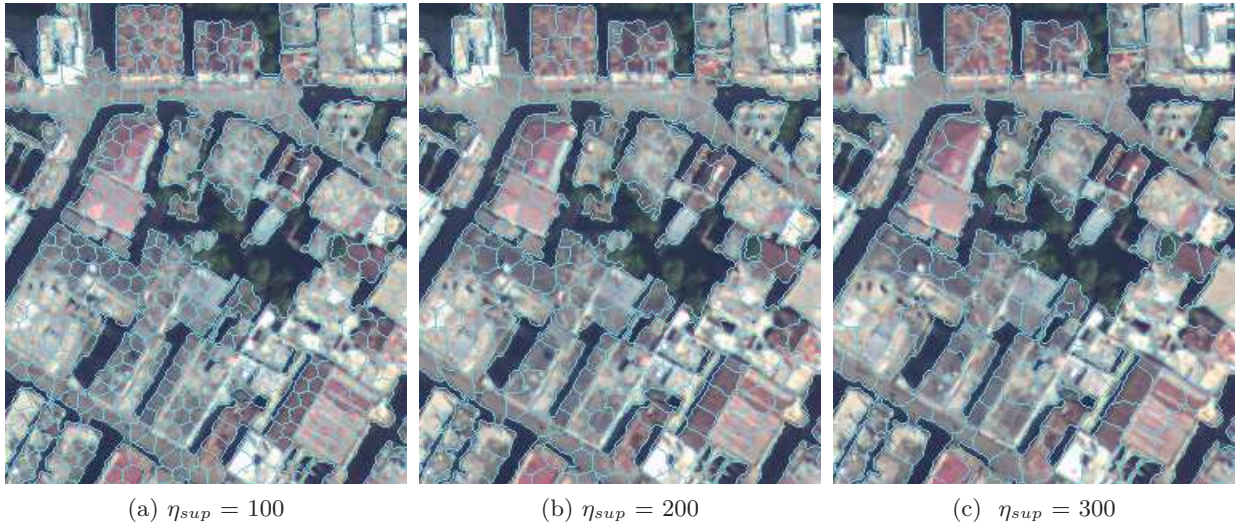 (a) η_sup = 100
(b) η_sup = 200
(c) η_sup = 300